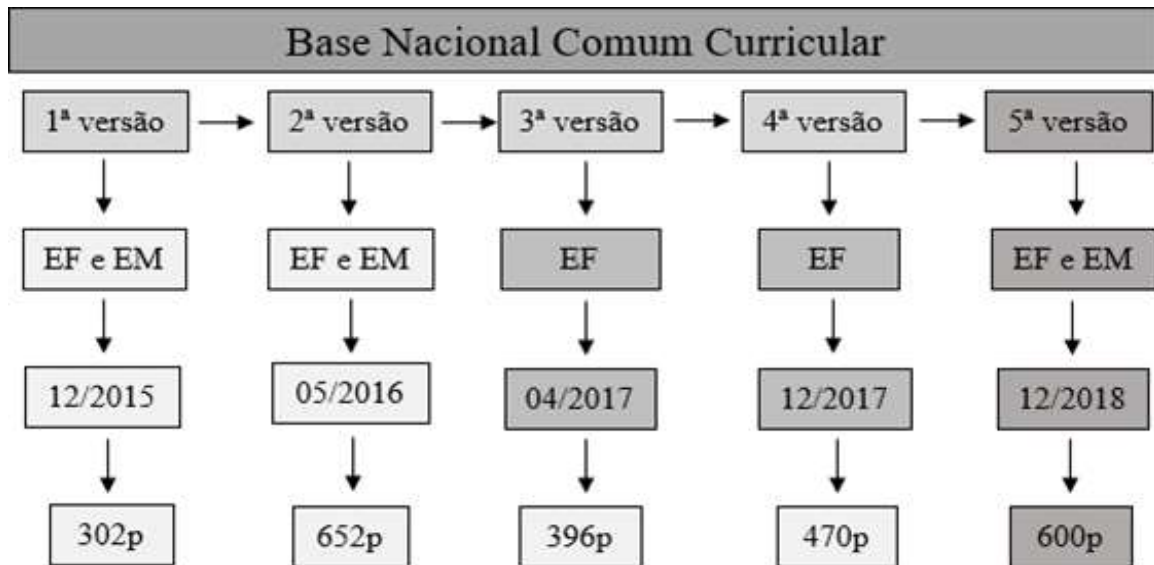 Base Nacional Comum Curricular
1ª versão
2ª versão
3ª versão
4ª versão
5ª versão
EF e EM
EF e EM
EF
EF
EF e EM
12/2015
05/2016
04/2017
12/2017
12/2018
302p
652p
396p
470p
600p